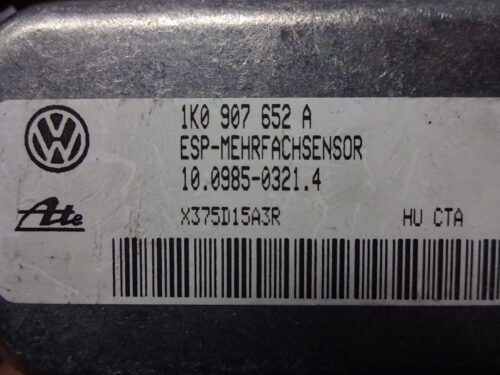 1K0 907 652 A
ESP-MEHRFACHSENSOR
10.0985-0321.4
Ate
X375D15A3R HU CTA